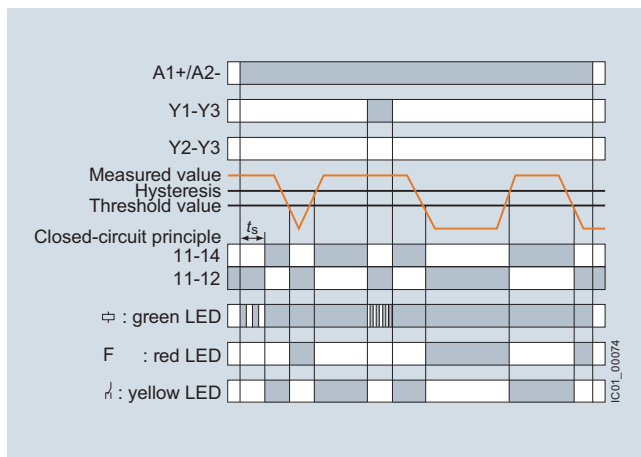 A1+/A2-
Y1-Y3
Y2-Y3
Measured value
Hysteresis
Threshold value
Closed-circuit principle
ts
11-14
11-12
: green LED
F : red LED
: yellow LED
IC01_00074